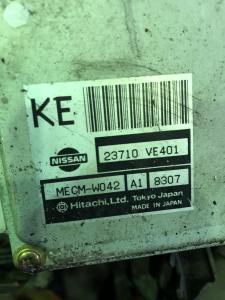 KE
NISSAN
23710 VE401
MECM-W042 A1 8307
Hitachi, Ltd. Tokyo Japan
MADE IN JAPAN